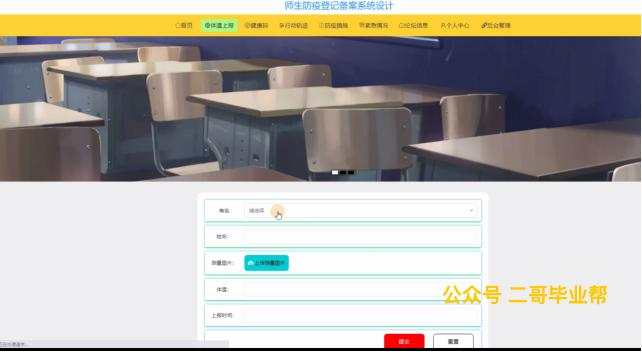 师生防疫登记备案系统设计
首页 体温上报 健康码 行动轨迹 防疫措施 紧急情况 论坛信息 个人中心 后台管理
角色 请选择
姓名：
测量图片： 上传测量图片
体温：
公众号 二哥毕业帮
上报时间：
提交 重置